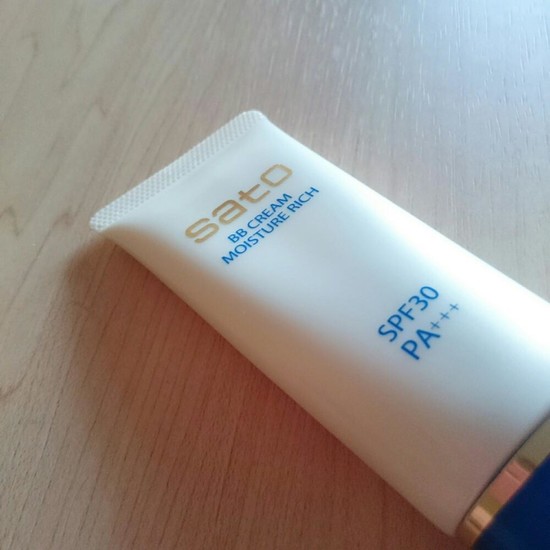 sato
BB CREAM
MOISTURE RICH
SPF30
PA+++